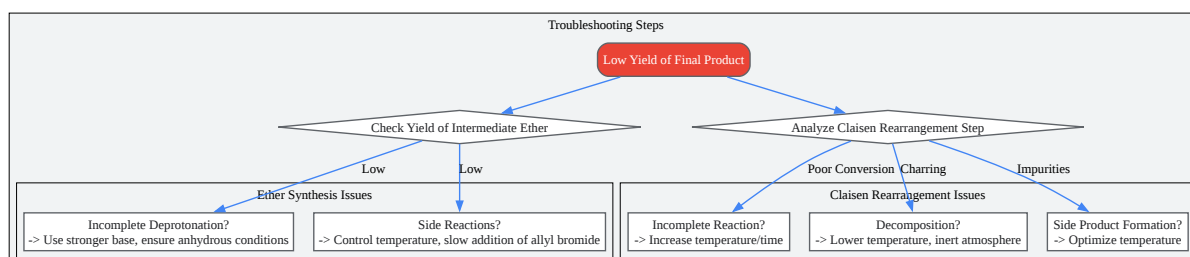 Troubleshooting Steps
Low Yield of Final Product
Check Yield of Intermediate Ether
Analyze Claisen Rearrangement Step
Low
Low
Poor Conversion
Charring
Impurities
Ether Synthesis Issues
Claisen Rearrangement Issues
Incomplete Deprotonation?
-> Use stronger base, ensure anhydrous conditions
Side Reactions?
-> Control temperature, slow addition of allyl bromide
Incomplete Reaction?
-> Increase temperature/time
Decomposition?
-> Lower temperature, inert atmosphere
Side Product Formation?
-> Optimize temperature